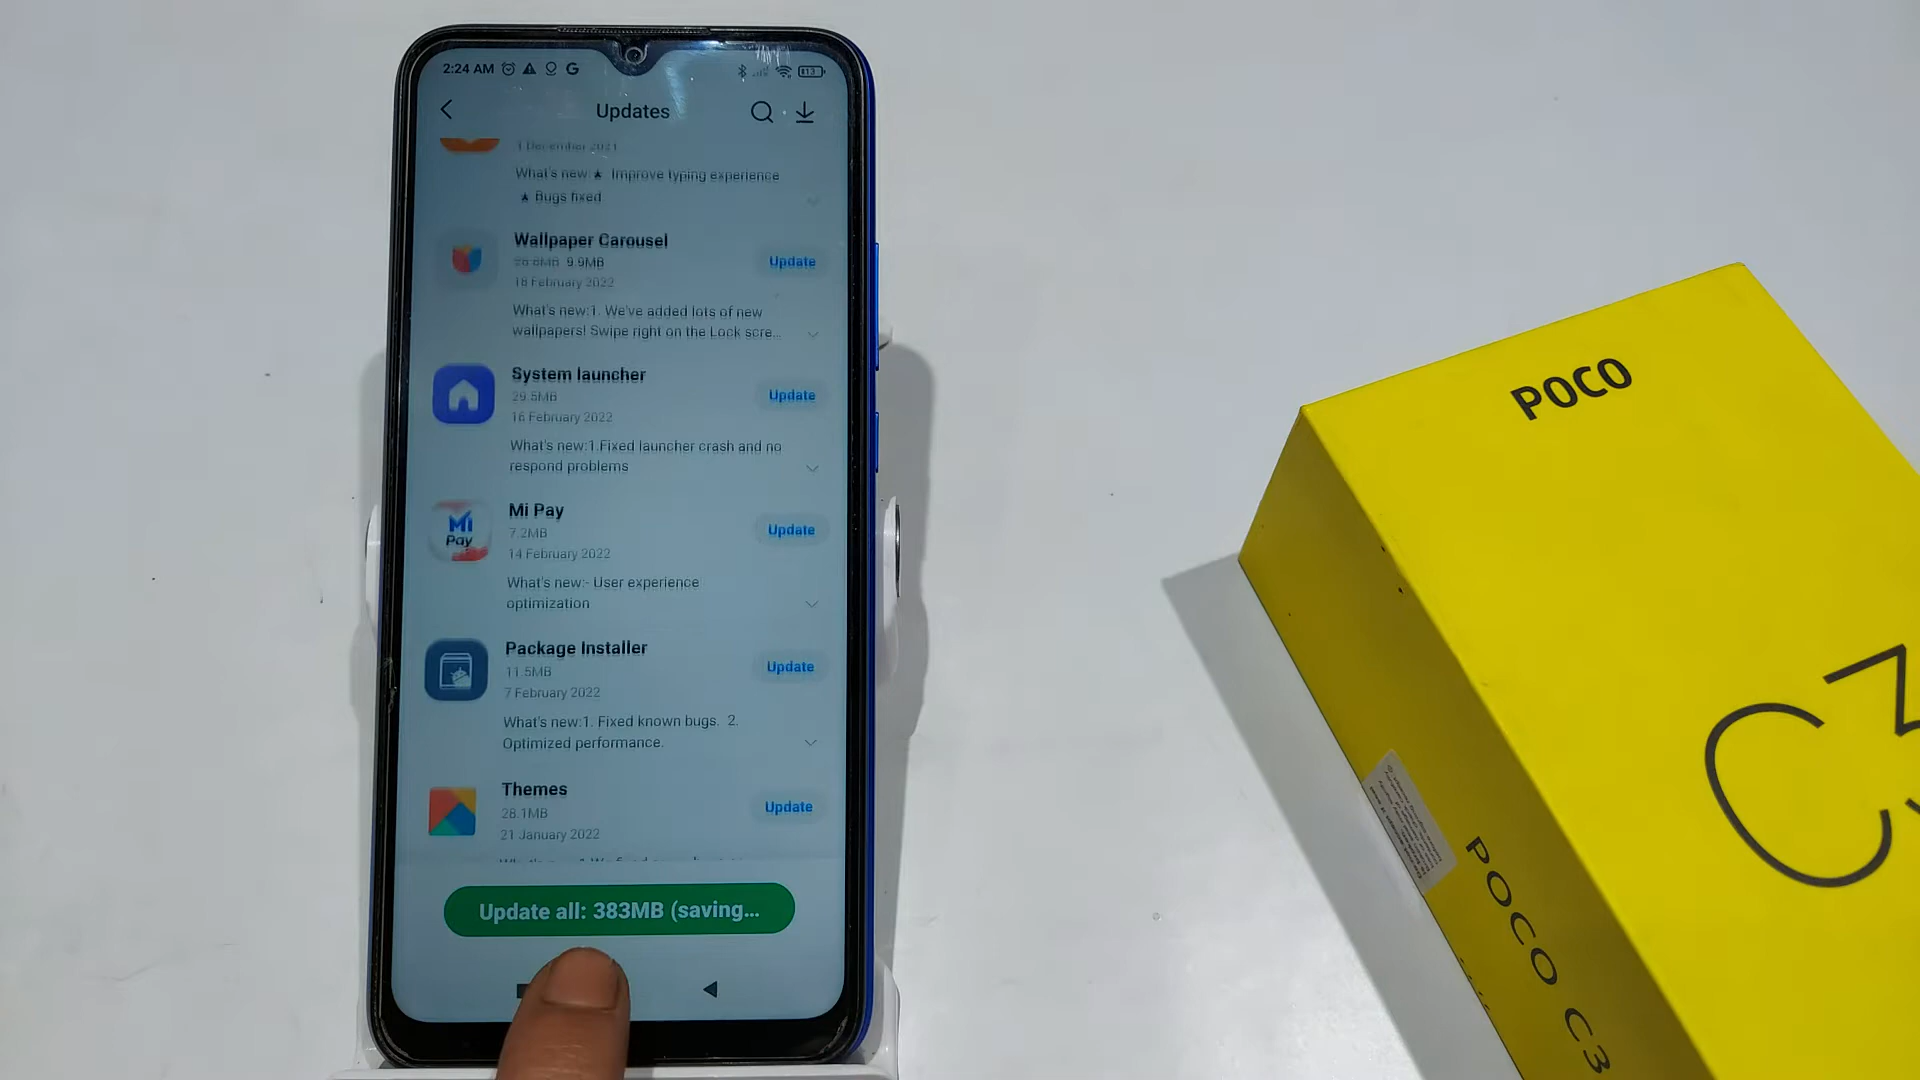 2:24 AM
13
Updates
1 December 2021
What's new:★ Improve typing experience
★ Bugs fixed
Wallpaper Carousel
9.9MB
Update
18 February 2022
What's new:1. We've added lots of new
wallpapers! Swipe right on the Lock scre...
System launcher
29.5MB
Update
16 February 2022
What's new:1.Fixed launcher crash and no
respond problems
Mi Pay
Mi
Pay
7.2MB
Update
14 February 2022
What's new:- User experience
optimization
Package Installer
11.5MB
Update
7 February 2022
What's new:1. Fixed known bugs. 2.
Optimized performance.
Themes
28.1MB
Update
21 January 2022
Update all: 383MB (saving...
POCO
C3
POCO C3